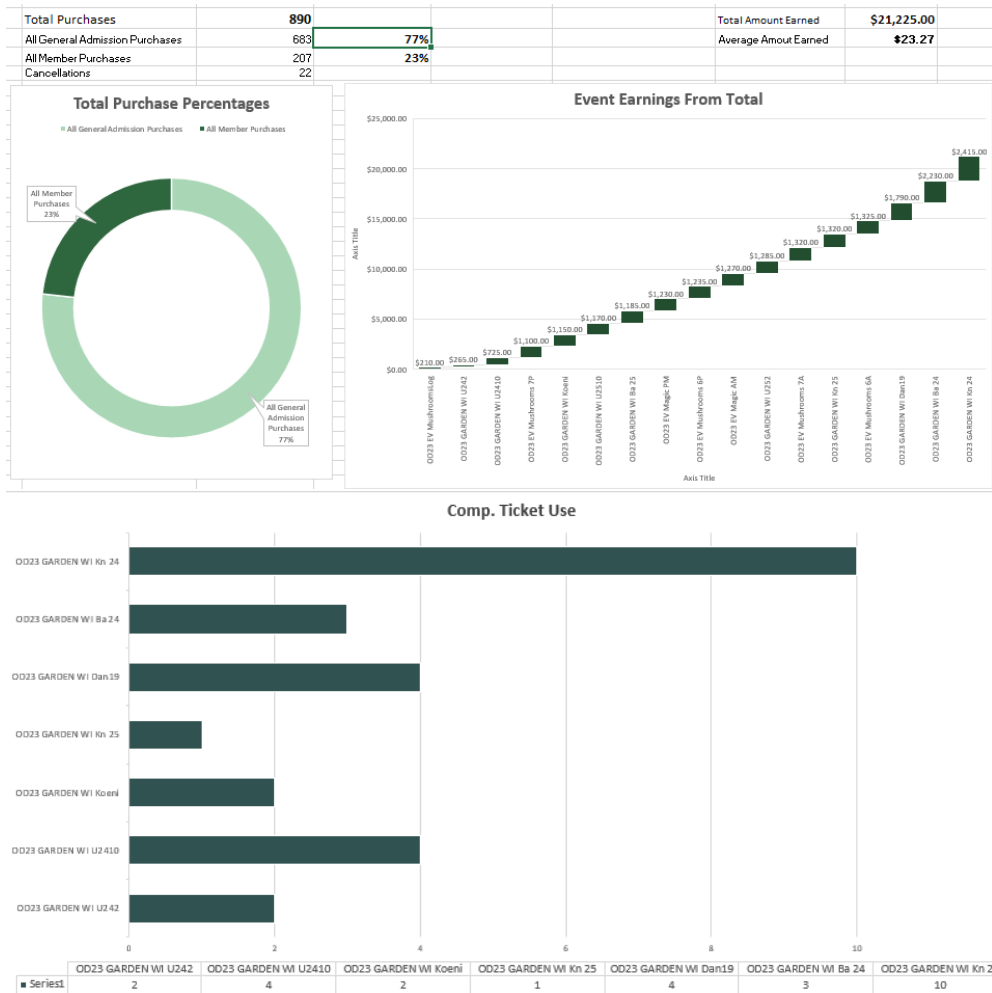 Total Purchases 890 Total Amount Earned $21,225.00
All General Admission Purchases 683 77% Average Amout Earned $23.27
All Member Purchases 207 23%
Cancellations 22
Total Purchase Percentages
All General Admission Purchases All Member Purchases
All Member
Purchases
23%
All General
Admission
Purchases
77%
Event Earnings From Total
$25,000.00
$20,000.00
$15,000.00
$10,000.00
$5,000.00
$0.00
Axis Title
$210.00
$265.00
$725.00
$1,100.00
$1,150.00
$1,170.00
$1,185.00
$1,230.00
$1,235.00
$1,270.00
$1,285.00
$1,320.00
$1,320.00
$1,325.00
$1,790.00
$2,230.00
$2,415.00
OD23 EV MushroomsLog
OD23 GARDEN WI U242
OD23 GARDEN WI U2410
OD23 EV Mushrooms 7P
OD23 GARDEN WI Koeni
OD23 GARDEN WI U2510
OD23 GARDEN WI Ba 25
OD23 EV Magic PM
OD23 EV Mushrooms 6P
OD23 EV Magic AM
OD23 GARDEN WI U252
OD23 EV Mushrooms 7A
OD23 GARDEN WI Kn 25
OD23 EV Mushrooms 6A
OD23 GARDEN WI Dan19
OD23 GARDEN WI Ba 24
OD23 GARDEN WI Kn 24
Axis Title
Comp. Ticket Use
OD23 GARDEN WI Kn 24
OD23 GARDEN WI Ba 24
OD23 GARDEN WI Dan19
OD23 GARDEN WI Kn 25
OD23 GARDEN WI Koeni
OD23 GARDEN WI U2410
OD23 GARDEN WI U242
0 2 4 6 8 10
OD23 GARDEN WI U242 OD23 GARDEN WI U2410 OD23 GARDEN WI Koeni OD23 GARDEN WI Kn 25 OD23 GARDEN WI Dan19 OD23 GARDEN WI Ba 24 OD23 GARDEN WI Kn 2
Series1 2 4 2 1 4 3 10